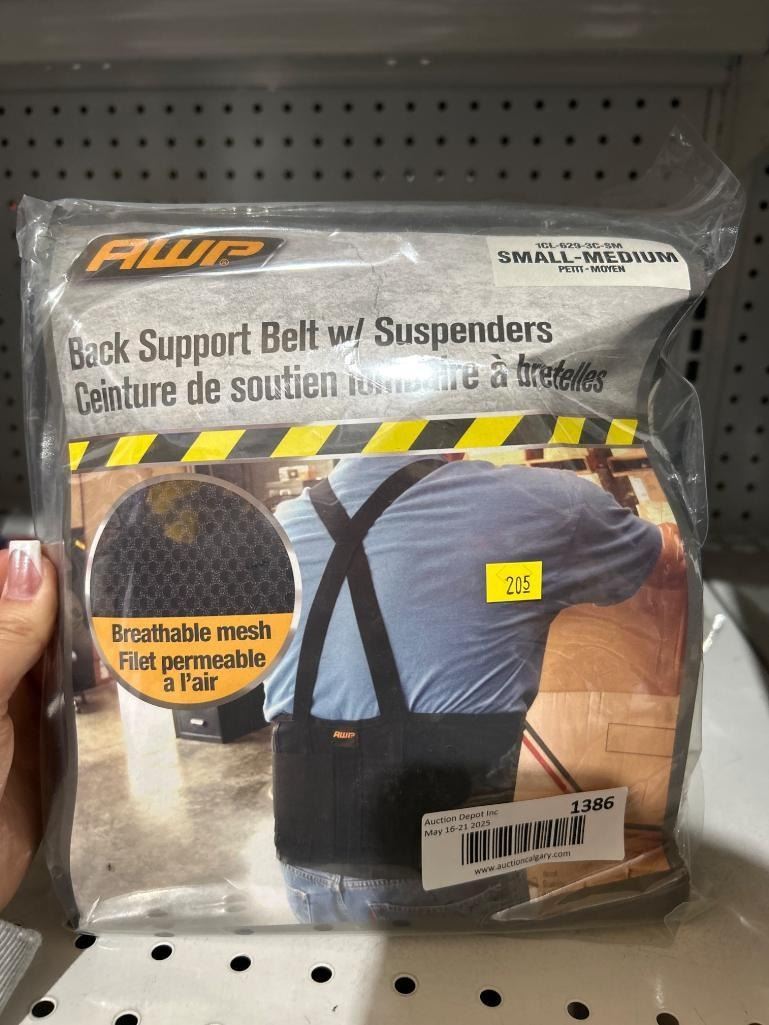 AWP®
1CL-629-3C-SM
SMALL-MEDIUM
PETIT-MOYEN
Back Support Belt w/ Suspenders
Ceinture de soutien lombaire à bretelles
205
Breathable mesh
Filet permeable
a l'air
AWP
Auction Depot Inc
May 16-21 2025
1386
www.auctioncalgary.com